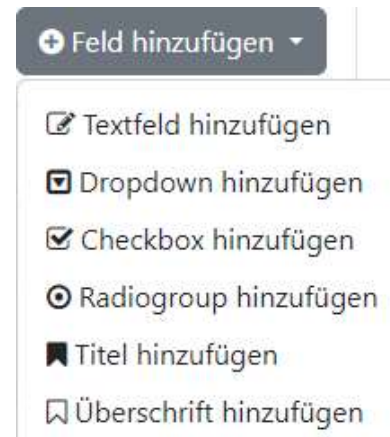 Feld hinzufügen
Textfeld hinzufügen
Dropdown hinzufügen
Checkbox hinzufügen
Radiogroup hinzufügen
Titel hinzufügen
Überschrift hinzufügen